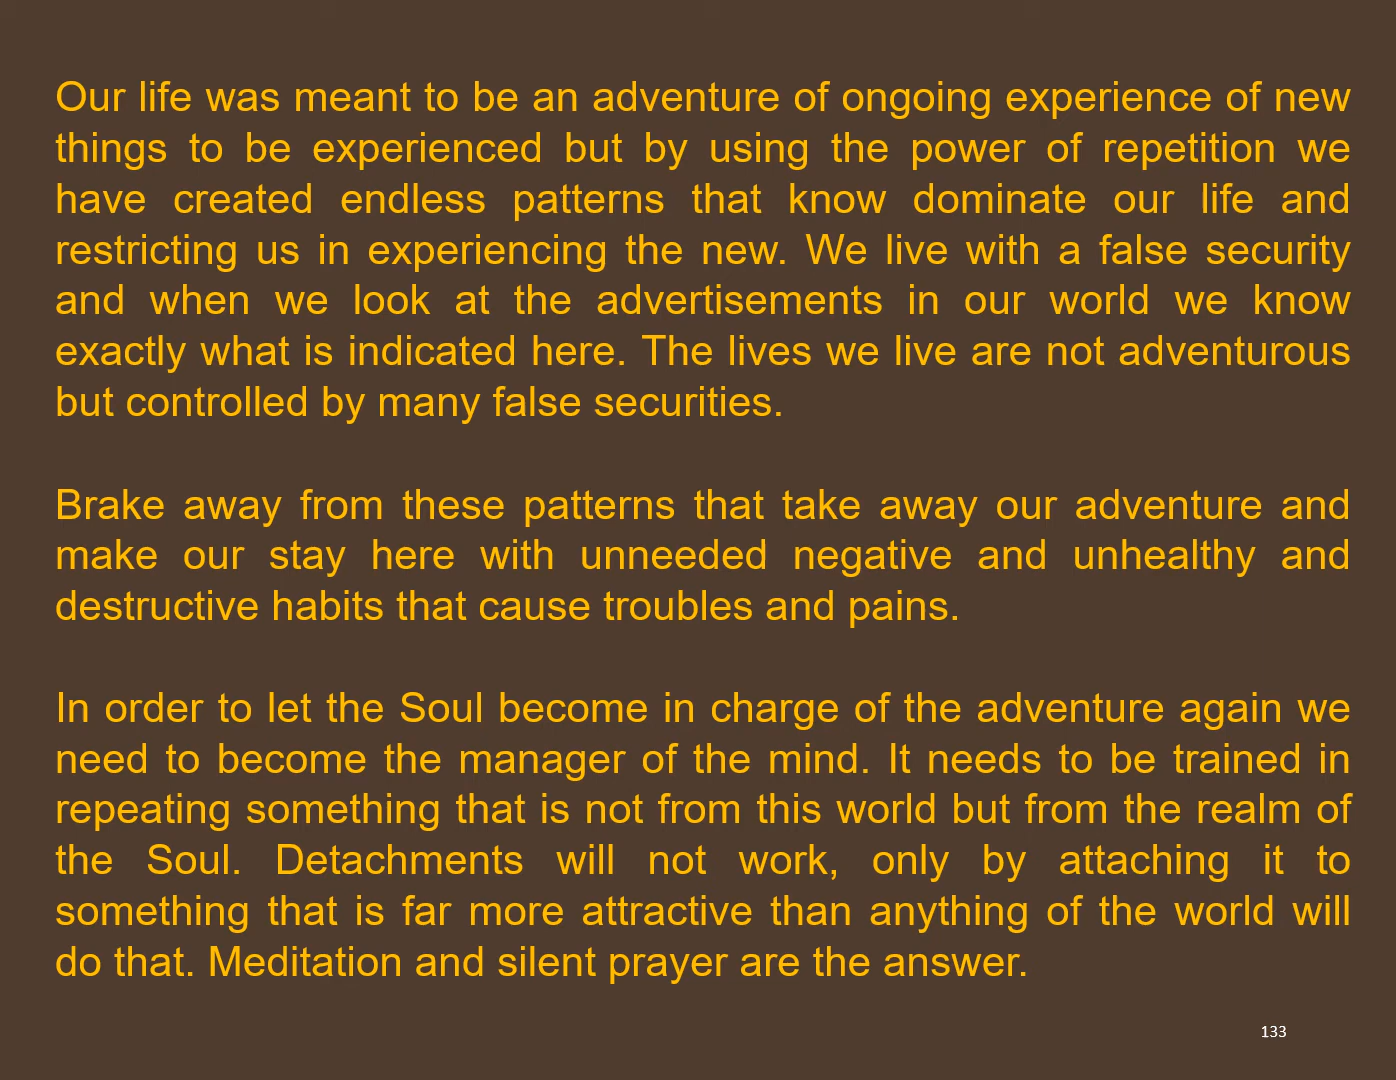 Our life was meant to be an adventure of ongoing experience of new
things to be experienced but by using the power of repetition we
have created endless patterns that know dominate our life and
restricting us in experiencing the new. We live with a false security
and when we look at the advertisements in our world we know
exactly what is indicated here. The lives we live are not adventurous
but controlled by many false securities.
Brake away from these patterns that take away our adventure and
make our stay here with unneeded negative and unhealthy and
destructive habits that cause troubles and pains.
In order to let the Soul become in charge of the adventure again we
need to become the manager of the mind. It needs to be trained in
repeating something that is not from this world but from the realm of
the Soul. Detachments will not work, only by attaching it to
something that is far more attractive than anything of the world will
do that. Meditation and silent prayer are the answer.
133